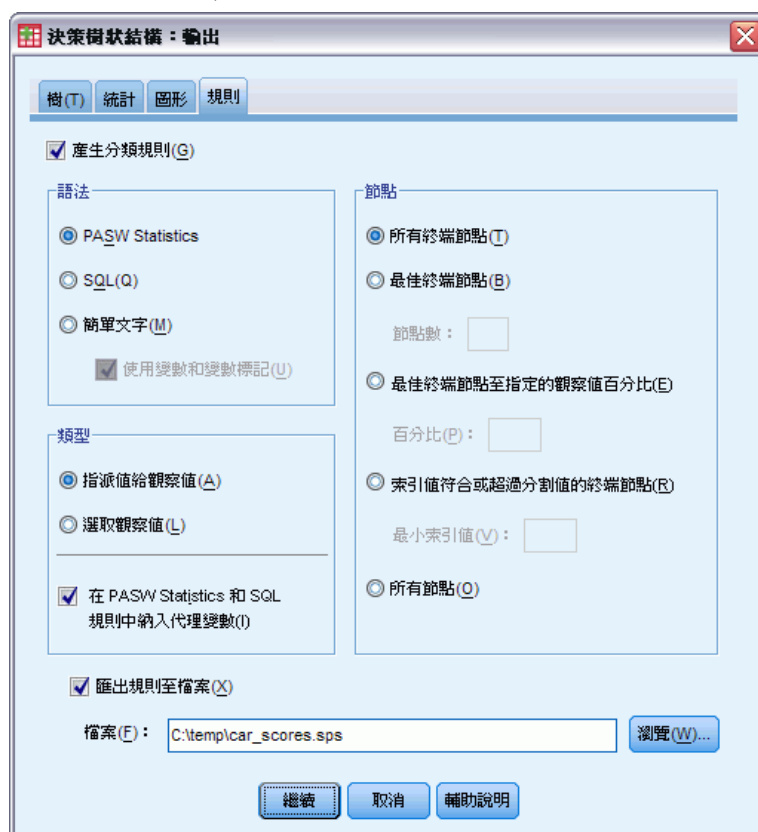 決策樹狀結構：輸出
樹(T) 統計 圖形 規則
產生分類規則(G)
語法
PASW Statistics
SQL(Q)
簡單文字(M)
使用變數和變數標記(U)
類型
指派值給觀察值(A)
選取觀察值(L)
在 PASW Statistics 和 SQL
規則中納入代理變數(I)
節點
所有終端節點(T)
最佳終端節點(B)
節點數：
最佳終端節點至指定的觀察值百分比(E)
百分比(P)：
索引值符合或超過分割值的終端節點(R)
最小索引值(V)：
所有節點(O)
匯出規則至檔案(X)
檔案(F)： C:\temp\car_scores.sps 瀏覽(W)...
繼續 取消 輔助說明